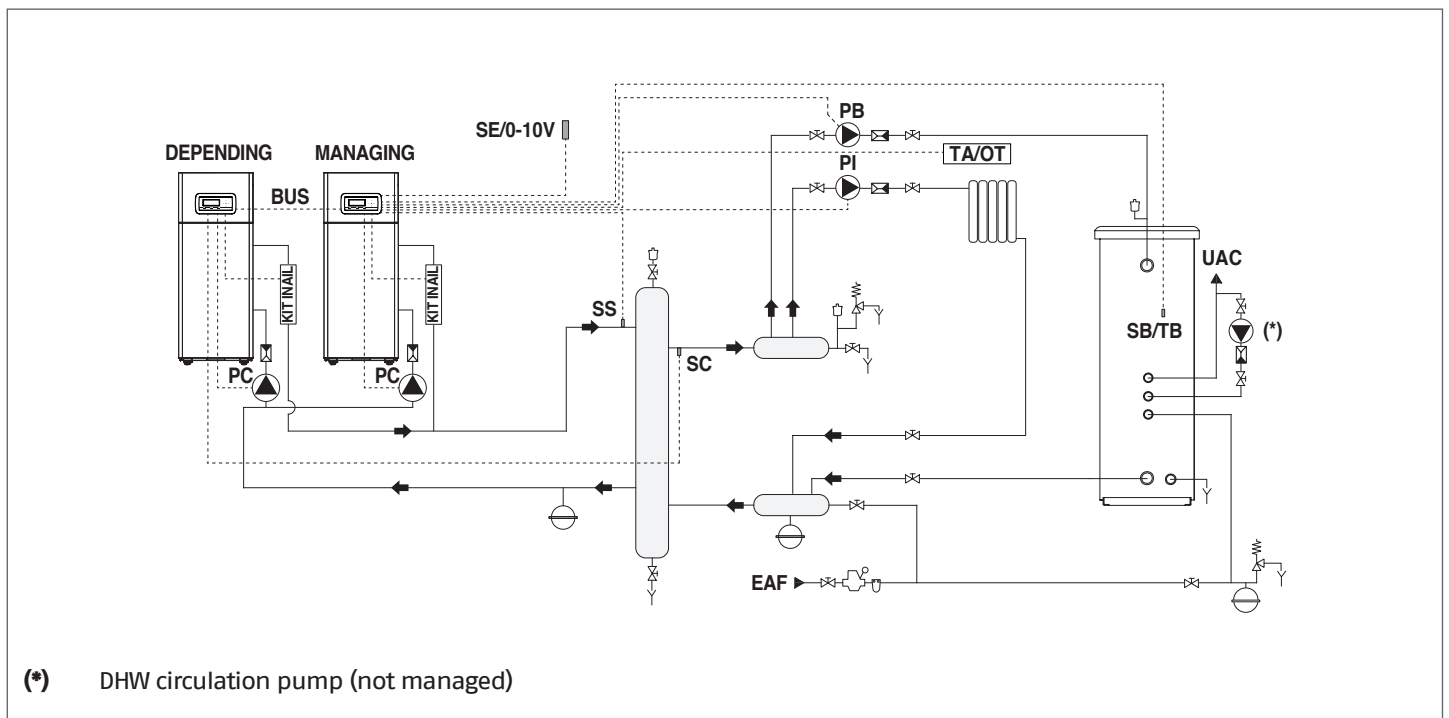 PB
SE/0-10V
DEPENDING
MANAGING
TA/OT
PI
BUS
UAC
KIT INAIL
KIT INAIL
SS
SB/TB
(*)
SC
PC
PC
EAF
(*) DHW circulation pump (not managed)